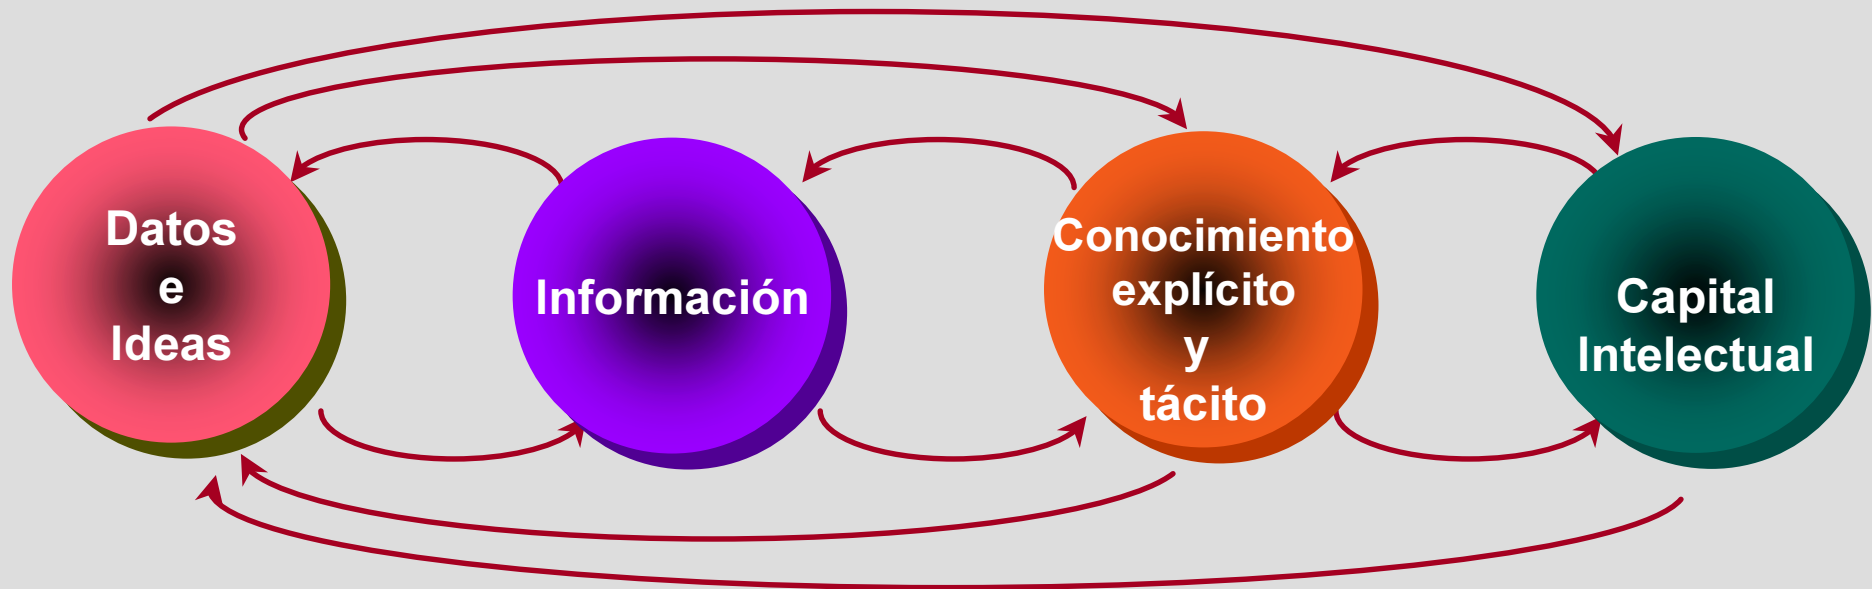 Datos
e
Ideas
Información
Conocimiento
explícito
y
tácito
Capital
Intelectual